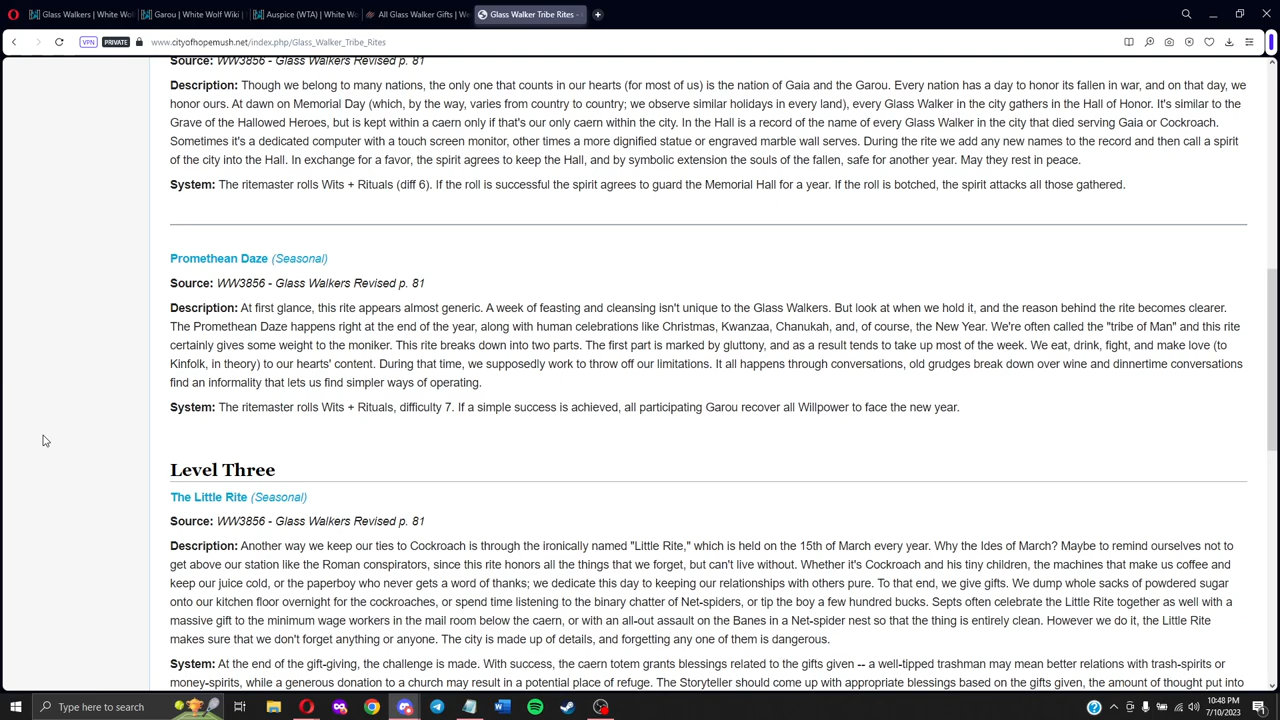 Glass Walkers | White Wol
Garou | White Wolf Wiki |
Auspice (WTA) | White Wo
All Glass Walker Gifts | We
Glass Walker Tribe Rites -
VPN PRIVATE www.cityofhopemush.net/index.php/Glass_Walker_Tribe_Rites
Source: WW3856 - Glass Walkers Revised p. 81
Description: Though we belong to many nations, the only one that counts in our hearts (for most of us) is the nation of Gaia and the Garou. Every nation has a day to honor its fallen in war, and on that day, we
honor ours. At dawn on Memorial Day (which, by the way, varies from country to country; we observe similar holidays in every land), every Glass Walker in the city gathers in the Hall of Honor. It's similar to the
Grave of the Hallowed Heroes, but is kept within a caern only if that's our only caern within the city. In the Hall is a record of the name of every Glass Walker in the city that died serving Gaia or Cockroach.
Sometimes it's a dedicated computer with a touch screen monitor, other times a more dignified statue or engraved marble wall serves. During the rite we add any new names to the record and then call a spirit
of the city into the Hall. In exchange for a favor, the spirit agrees to keep the Hall, and by symbolic extension the souls of the fallen, safe for another year. May they rest in peace.
System: The ritemaster rolls Wits + Rituals (diff 6). If the roll is successful the spirit agrees to guard the Memorial Hall for a year. If the roll is botched, the spirit attacks all those gathered.
Promethean Daze (Seasonal)
Source: WW3856 - Glass Walkers Revised p. 81
Description: At first glance, this rite appears almost generic. A week of feasting and cleansing isn't unique to the Glass Walkers. But look at when we hold it, and the reason behind the rite becomes clearer.
The Promethean Daze happens right at the end of the year, along with human celebrations like Christmas, Kwanzaa, Chanukah, and, of course, the New Year. We're often called the "tribe of Man" and this rite
certainly gives some weight to the moniker. This rite breaks down into two parts. The first part is marked by gluttony, and as a result tends to take up most of the week. We eat, drink, fight, and make love (to
Kinfolk, in theory) to our hearts' content. During that time, we supposedly work to throw off our limitations. It all happens through conversations, old grudges break down over wine and dinnertime conversations
find an informality that lets us find simpler ways of operating.
System: The ritemaster rolls Wits + Rituals, difficulty 7. If a simple success is achieved, all participating Garou recover all Willpower to face the new year.
Level Three
The Little Rite (Seasonal)
Source: WW3856 - Glass Walkers Revised p. 81
Description: Another way we keep our ties to Cockroach is through the ironically named "Little Rite," which is held on the 15th of March every year. Why the Ides of March? Maybe to remind ourselves not to
get above our station like the Roman conspirators, since this rite honors all the things that we forget, but can't live without. Whether it's Cockroach and his tiny children, the machines that make us coffee and
keep our juice cold, or the paperboy who never gets a word of thanks; we dedicate this day to keeping our relationships with others pure. To that end, we give gifts. We dump whole sacks of powdered sugar
onto our kitchen floor overnight for the cockroaches, or spend time listening to the binary chatter of Net-spiders, or tip the boy a few hundred bucks. Septs often celebrate the Little Rite together as well with a
massive gift to the minimum wage workers in the mail room below the caern, or with an all-out assault on the Banes in a Net-spider nest so that the thing is entirely clean. However we do it, the Little Rite
makes sure that we don't forget anything or anyone. The city is made up of details, and forgetting any one of them is dangerous.
System: At the end of the gift-giving, the challenge is made. With success, the caern totem grants blessings related to the gifts given -- a well-tipped trashman may mean better relations with trash-spirits or
money-spirits, while a generous donation to a church may result in a potential place of refuge. The Storyteller should come up with appropriate blessings based on the gifts given, the amount of thought put into
Type here to search
10:48 PM
7/10/2023